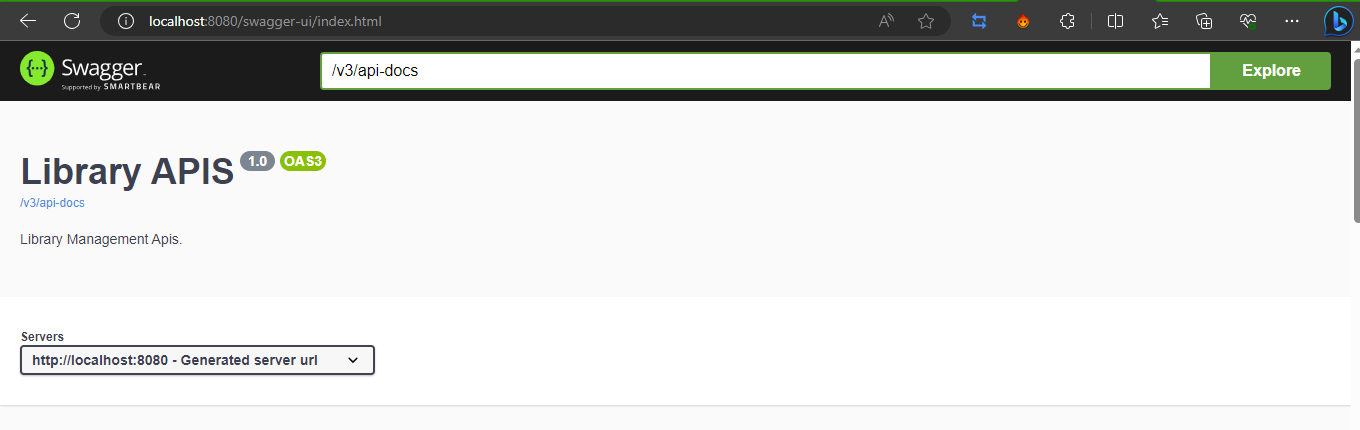 localhost:8080/swagger-ui/index.html
Swagger.
Supported by SMARTBEAR
/v3/api-docs
Explore
Library APIS 1.0 OAS3
/v3/api-docs
Library Management Apis.
Servers
http://localhost:8080 - Generated server url